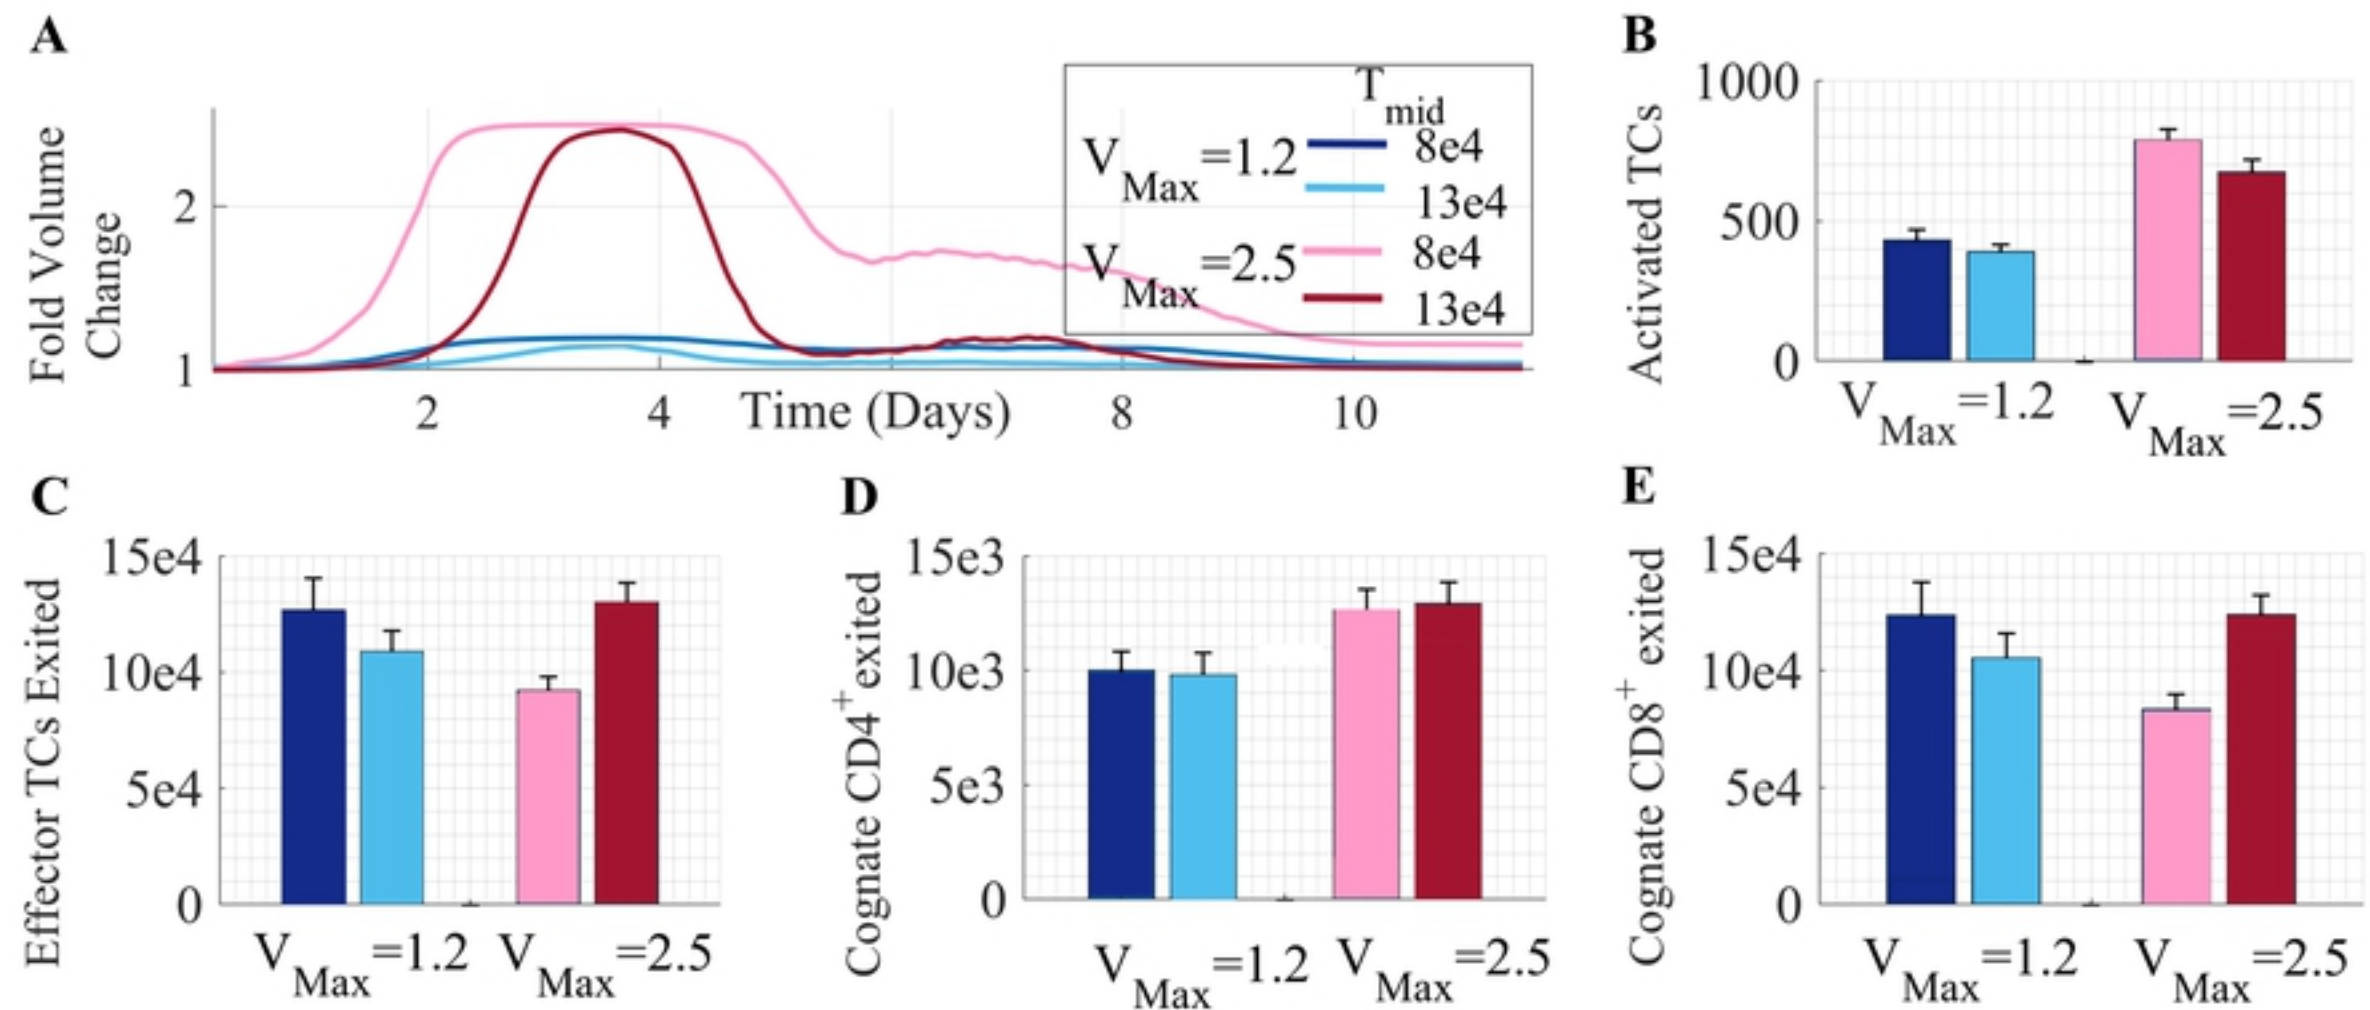 A
Fold Volume
Change
2
1
2
4
Time (Days)
8
10
T mid
V Max =1.2
8e4
13e4
V Max =2.5
8e4
13e4
B
Activated TCs
1000
500
0
V Max =1.2
V Max =2.5
C
Effector TCs Exited
15e4
10e4
5e4
0
V Max =1.2
V Max =2.5
D
Cognate CD4+ exited
15e3
10e3
5e3
0
V Max =1.2
V Max =2.5
E
Cognate CD8+ exited
15e4
10e4
5e4
0
V Max =1.2
V Max =2.5